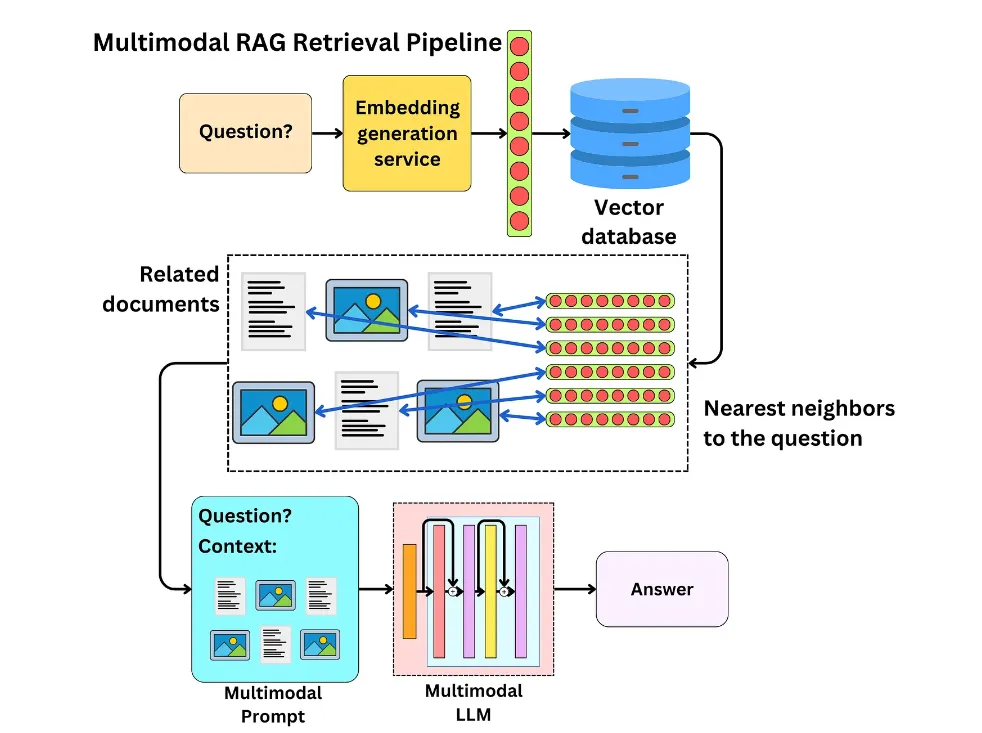 Multimodal RAG Retrieval Pipeline
Question?
Embedding
generation
service
Vector
database
Related
documents
Nearest neighbors
to the question
Question?
Context:
Multimodal
Prompt
Multimodal
LLM
Answer